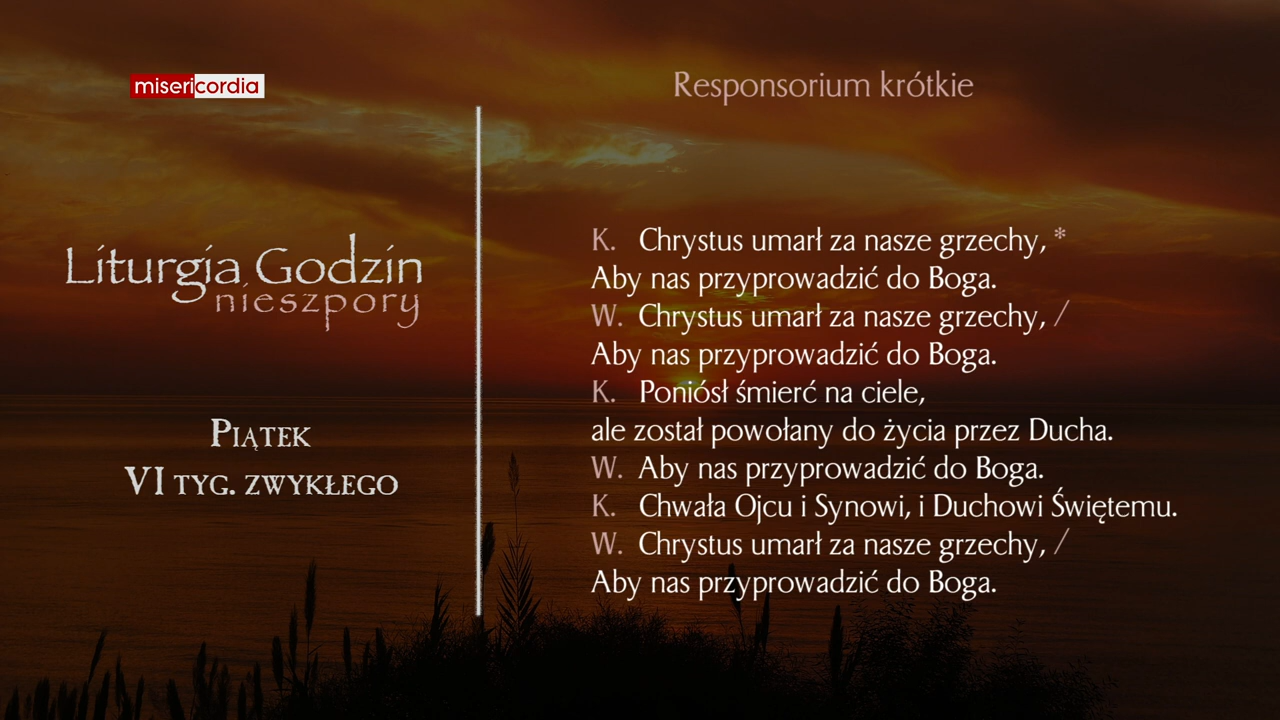 misericordia
Liturgia Godzin
nieszpory
Piątek
VI tyg. zwykłego
Responsorium krótkie
K. Chrystus umarł za nasze grzechy, *
Aby nas przyprowadzić do Boga.
W. Chrystus umarł za nasze grzechy, /
Aby nas przyprowadzić do Boga.
K. Poniósł śmierć na ciele,
ale został powołany do życia przez Ducha.
W. Aby nas przyprowadzić do Boga.
K. Chwała Ojcu i Synowi, i Duchowi Świętemu.
W. Chrystus umarł za nasze grzechy, /
Aby nas przyprowadzić do Boga.